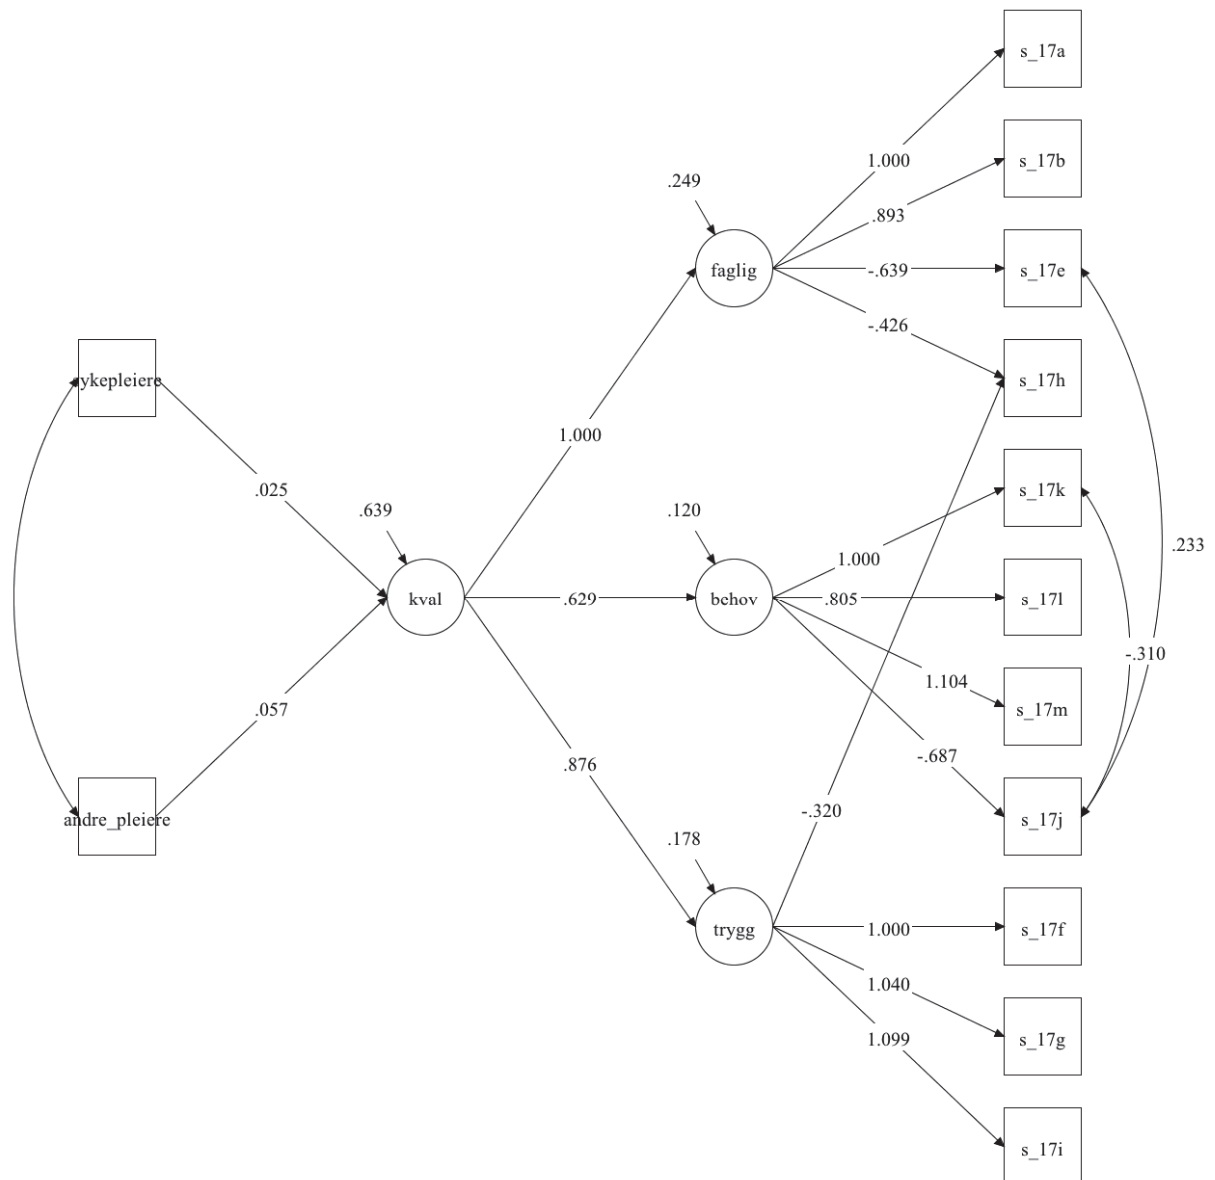 s_17a
1.000
s_17b
.249
.893
faglig
-.639
s_17e
-.426
ykepleiere
s_17h
1.000
.025
s_17k
.639
.120
.233
1.000
kval
.629
behov
.805
s_17l
-.310
1.104
.057
s_17m
.876
-.687
-.320
andre_pleiere
s_17j
.178
trygg
1.000
s_17f
1.040
1.099
s_17g
s_17i